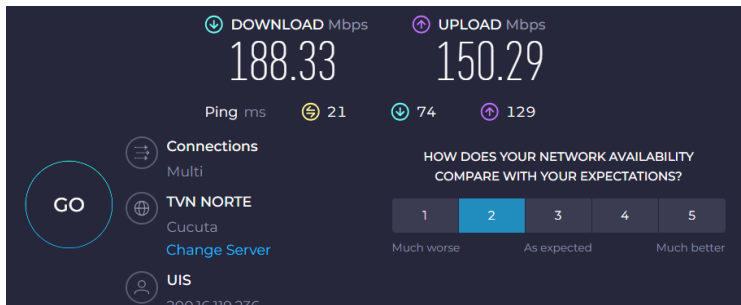 DOWNLOAD Mbps
UPLOAD Mbps
188.33
150.29
Ping ms 21 74 129
Connections
Multi
HOW DOES YOUR NETWORK AVAILABILITY
COMPARE WITH YOUR EXPECTATIONS?
GO
TVN NORTE
Cucuta
Change Server
1 2 3 4 5
Much worse As expected Much better
UIS